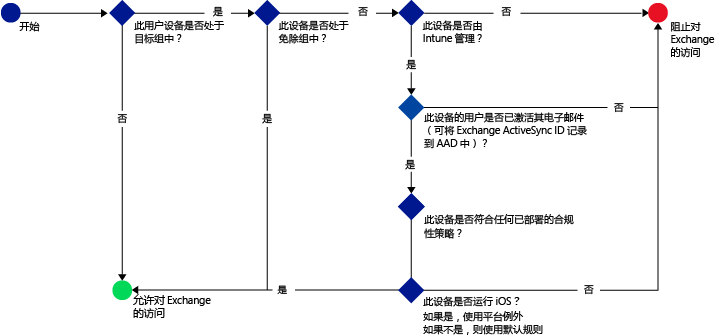 开始
此用户设备是否处于
目标组中？
是
此设备是否处于
免除组中？
否
此设备是否由
Intune 管理？
否
阻止对
Exchange
的访问
是
否
是
此设备的用户是否已激活其电子邮件
（可将 Exchange ActiveSync ID 记录
到 AAD 中）？
否
是
此设备是否符合任何已部署的合规
性策略？
允许对 Exchange
的访问
是
此设备是否运行 iOS？
如果是，使用平台例外
如果不是，则使用默认规则
否